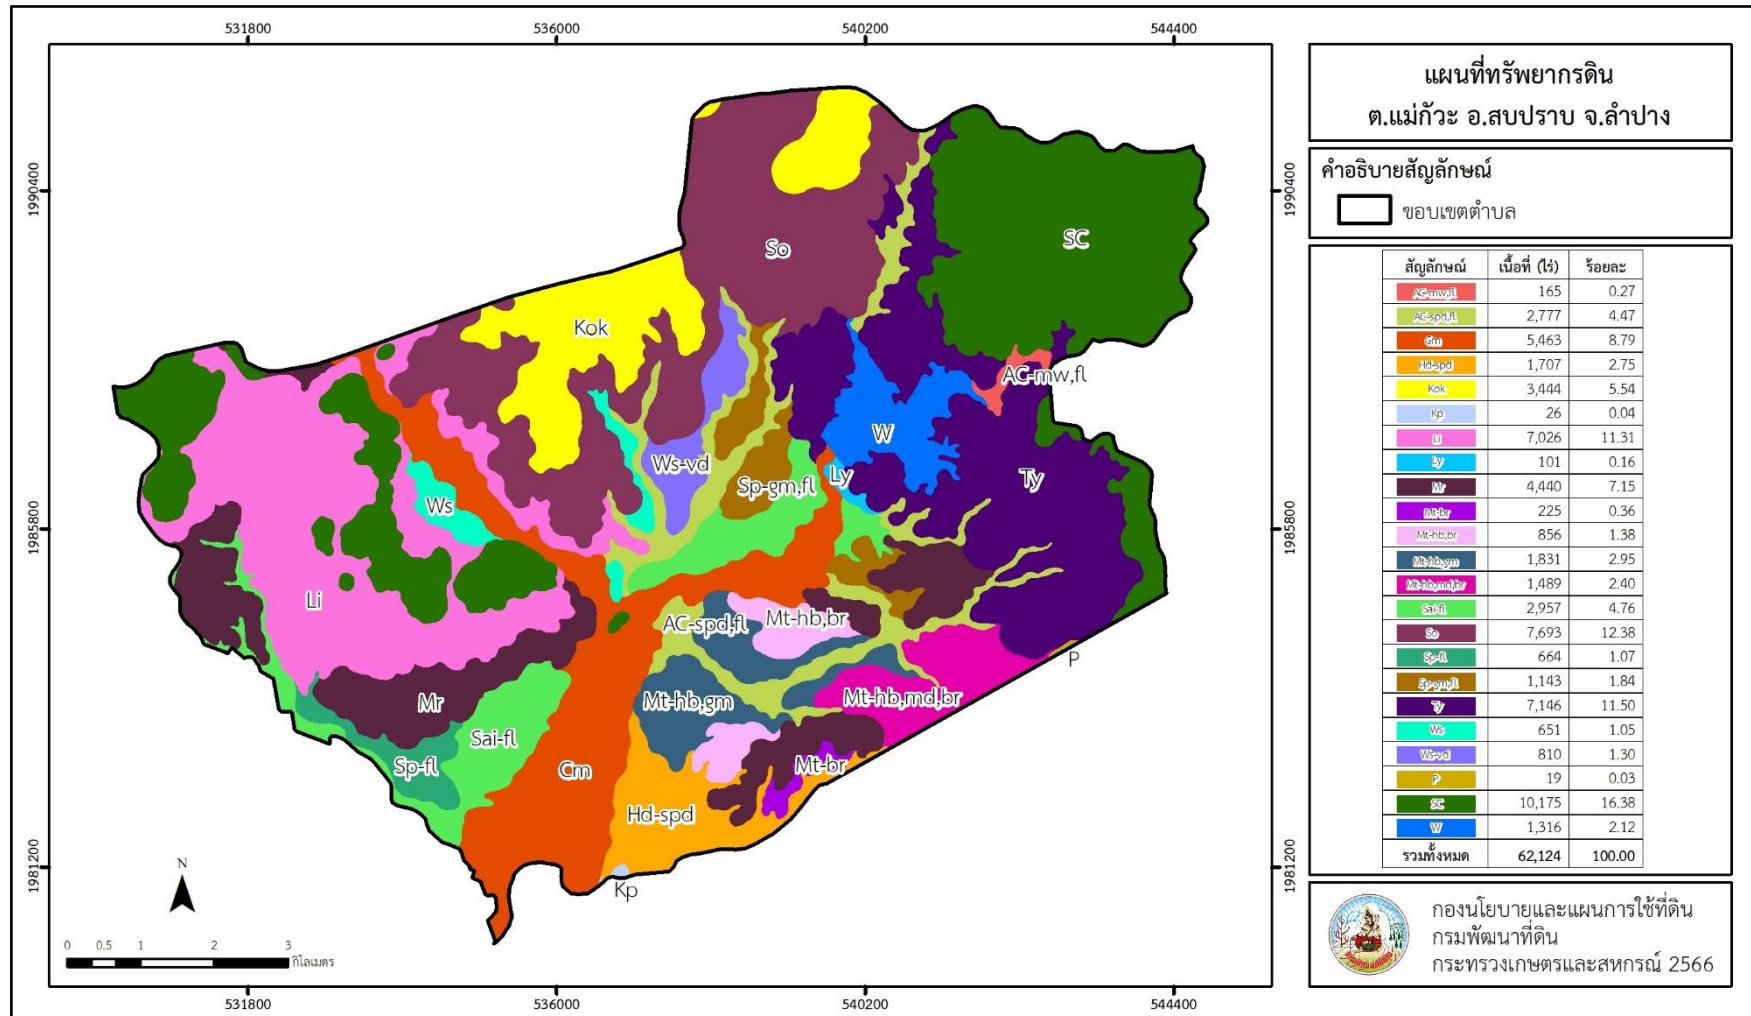 531800 536000 540200 544400
1990400 1990400
1985800 1985800
1981200 1981200
So
SC
Kok
AC-mw,fl
W
Ws-vd
Ly
Ty
Sp-gm,fl
Ws
Li
AC-spd,fl
Mt-hb,br
P
Mr
Mt-hb,gm
Mt-hb,md,br
Sai-fl
Sp-fl
Cm
Mt-br
Hd-spd
Kp
N
0 0.5 1 2 3
กิโลเมตร
531800 536000 540200 544400
แผนที่ทรัพยากรดิน
ต.แม่กัวะ อ.สบปราบ จ.ลำปาง
คำอธิบายสัญลักษณ์
ขอบเขตตำบล
สัญลักษณ์ เนื้อที่ (ไร่) ร้อยละ
AC-mw,fl 165 0.27
AC-spd,fl 2,777 4.47
Cm 5,463 8.79
Hd-spd 1,707 2.75
Kok 3,444 5.54
Kp 26 0.04
Li 7,026 11.31
Ly 101 0.16
Mr 4,440 7.15
Mt-br 225 0.36
Mt-hb,br 856 1.38
Mt-hb,gm 1,831 2.95
Mt-hb,md,br 1,489 2.40
Sai-fl 2,957 4.76
So 7,693 12.38
Sp-fl 664 1.07
Sp-gm,fl 1,143 1.84
Ty 7,146 11.50
Ws 651 1.05
Ws-vd 810 1.30
P 19 0.03
SC 10,175 16.38
W 1,316 2.12
รวมทั้งหมด 62,124 100.00
กองนโยบายและแผนการใช้ที่ดิน
กรมพัฒนาที่ดิน
กระทรวงเกษตรและสหกรณ์ 2566